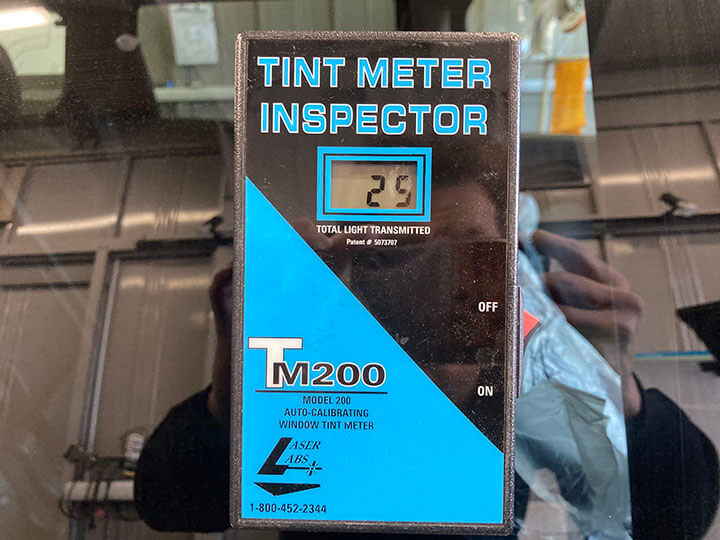 TINT METER
INSPECTOR
25
TOTAL LIGHT TRANSMITTED
Patent # 5073707
OFF
TM200
ON
MODEL 200
AUTO-CALIBRATING
WINDOW TINT METER
LASER
LABS
1-800-452-2344